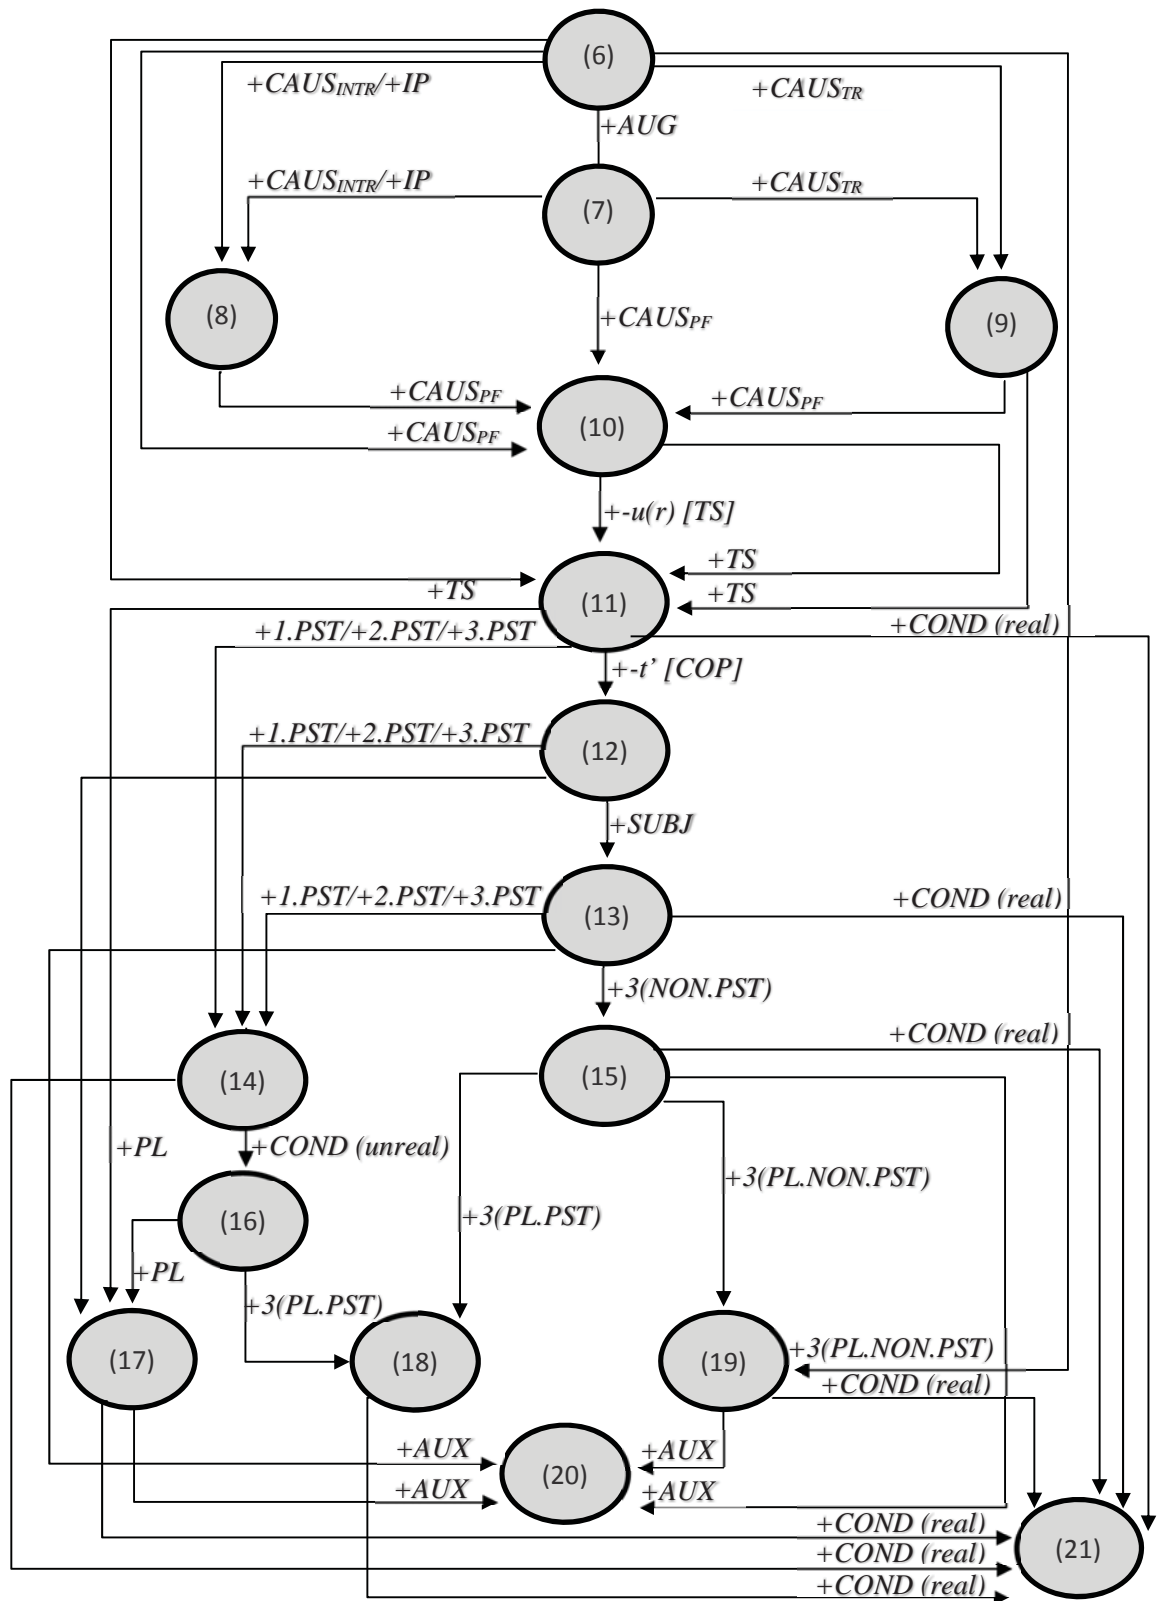 (6)
+CAUSINTR/+IP
+CAUSTR
+AUG
+CAUSINTR/+IP
+CAUSTR
(7)
(8)
+CAUSPF
(9)
+CAUSPF
+CAUSPF
+CAUSPF
(10)
+-u(r) [TS]
+TS
+TS
+TS
(11)
+1.PST/+2.PST/+3.PST
+COND (real)
+-t’ [COP]
+1.PST/+2.PST/+3.PST
(12)
+SUBJ
+1.PST/+2.PST/+3.PST
+COND (real)
(13)
+3(NON.PST)
+COND (real)
(14)
(15)
+PL
+COND (unreal)
+3(PL.NON.PST)
(16)
+3(PL.PST)
+PL
+3(PL.PST)
(17)
(18)
(19)
+3(PL.NON.PST)
+COND (real)
+AUX
+AUX
(20)
+AUX
+AUX
+COND (real)
+COND (real)
(21)
+COND (real)